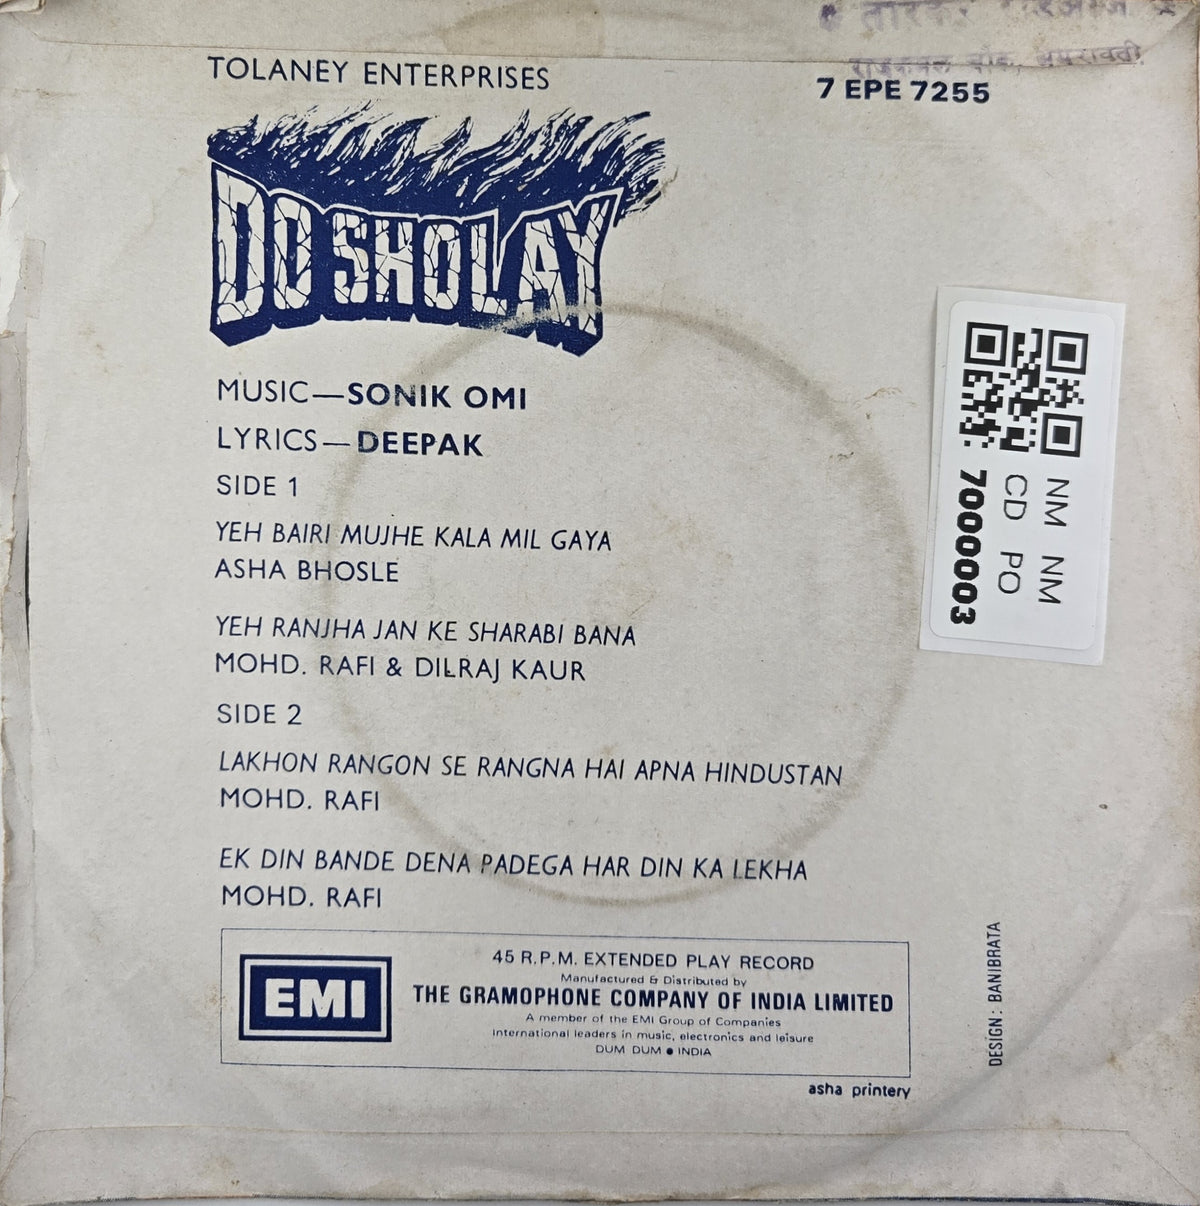 राजकमल चौक, अमरावती
TOLANEY ENTERPRISES
7 EPE 7255
DO SHOLAY
MUSIC—SONIK OMI
LYRICS—DEEPAK
SIDE 1
YEH BAIRI MUJHE KALA MIL GAYA
ASHA BHOSLE
YEH RANJHA JAN KE SHARABI BANA
MOHD. RAFI & DILRAJ KAUR
SIDE 2
LAKHON RANGON SE RANGNA HAI APNA HINDUSTAN
MOHD. RAFI
EK DIN BANDE DENA PADEGA HAR DIN KA LEKHA
MOHD. RAFI
EMI
45 R.P.M. EXTENDED PLAY RECORD
Manufactured & Distributed by
THE GRAMOPHONE COMPANY OF INDIA LIMITED
A member of the EMI Group of Companies
International leaders in music, electronics and leisure
DUM DUM ● INDIA
asha printery
DESIGN: BANIBRATA
NM NM
CD PO
7000003